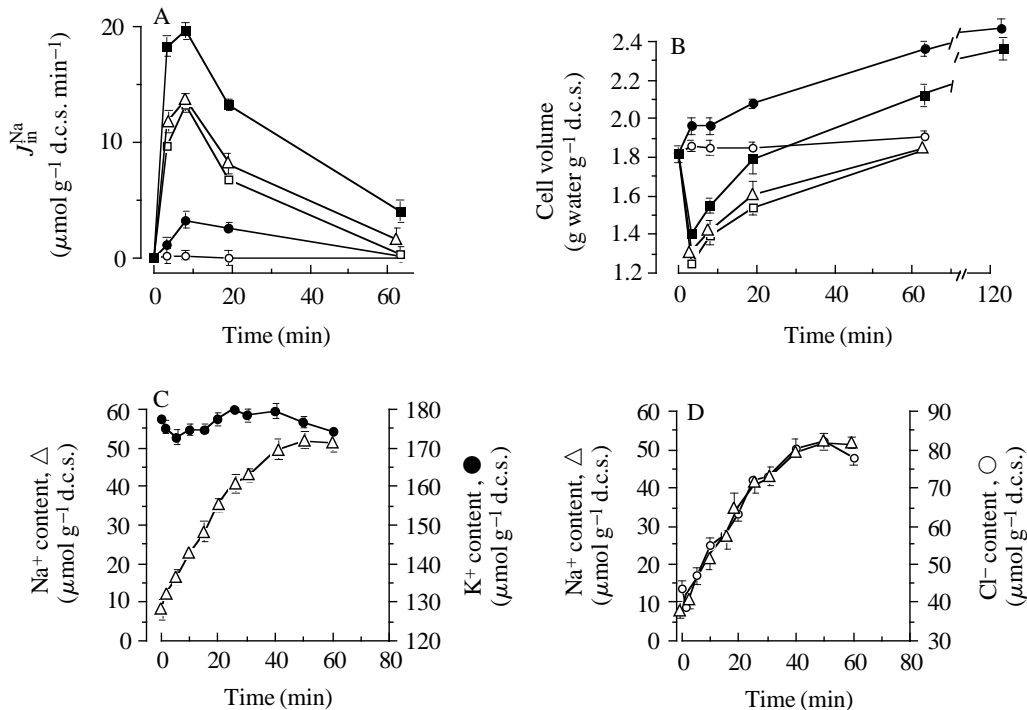 A
20
10
0
J_in^Na
(µmol g⁻¹ d.c.s. min⁻¹)
0 20 40 60
Time (min)
B
2.4
2.2
2.0
1.8
1.6
1.4
1.2
Cell volume
(g water g⁻¹ d.c.s.)
0 20 40 60 120
Time (min)
C
60
50
40
30
20
10
0
Na⁺ content, △
(µmol g⁻¹ d.c.s.)
180
170
160
150
140
130
120
K⁺ content, ●
(µmol g⁻¹ d.c.s.)
0 20 40 60 80
Time (min)
D
60
50
40
30
20
10
0
Na⁺ content, △
(µmol g⁻¹ d.c.s.)
90
80
70
60
50
40
30
Cl⁻ content, ○
(µmol g⁻¹ d.c.s.)
0 20 40 60 80
Time (min)